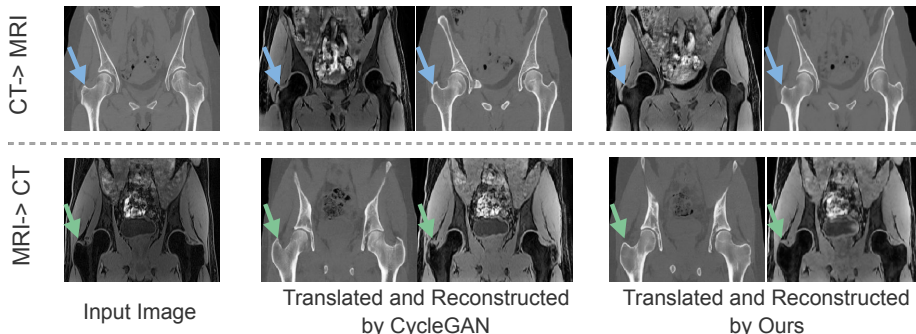 CT-> MRI
MRI-> CT
Input Image
Translated and Reconstructed
by CycleGAN
Translated and Reconstructed
by Ours